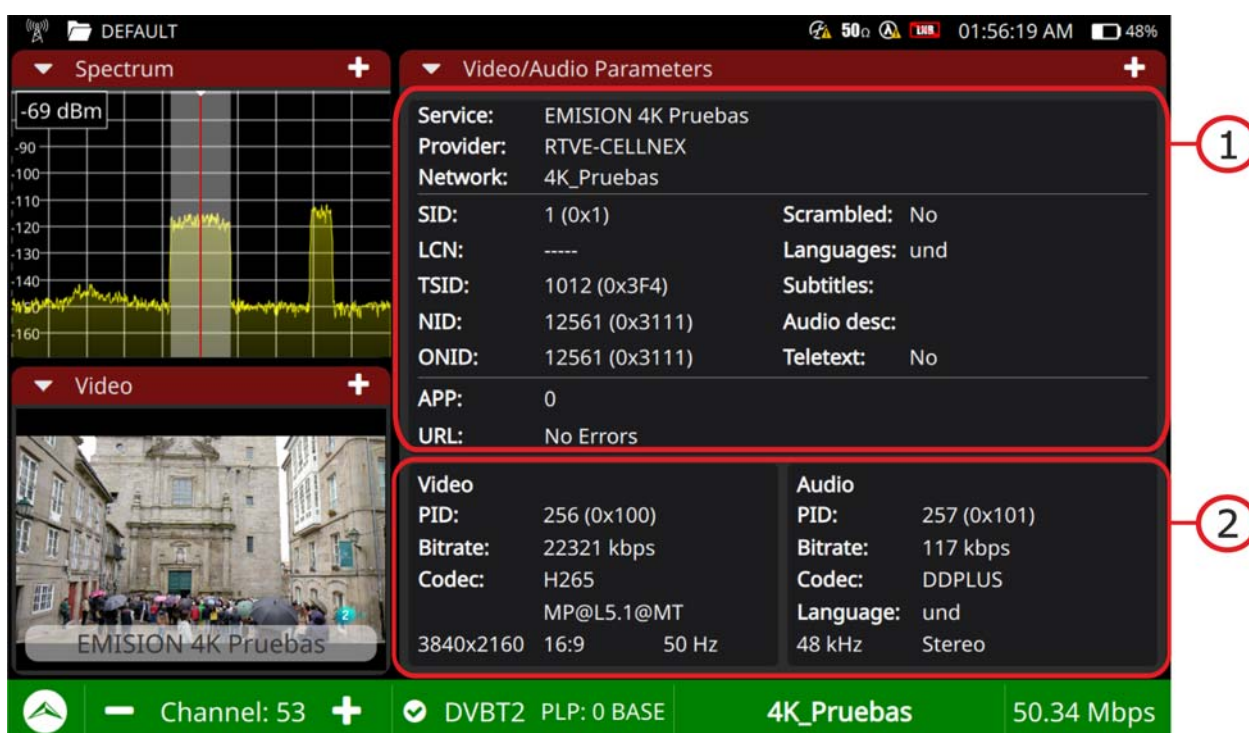 DEFAULT
50Ω LNB 01:56:19 AM 48%
Spectrum +
-69 dBm
-90
-100
-110
-120
-130
-140
-150
-160
Video +
2
EMISION 4K Pruebas
Video/Audio Parameters +
Service: EMISION 4K Pruebas
Provider: RTVE-CELLNEX
Network: 4K_Pruebas
SID: 1 (0x1) Scrambled: No
LCN: ----- Languages: und
TSID: 1012 (0x3F4) Subtitles:
NID: 12561 (0x3111) Audio desc:
ONID: 12561 (0x3111) Teletext: No
APP: 0
URL: No Errors
1
Video
PID: 256 (0x100)
Bitrate: 22321 kbps
Codec: H265
MP@L5.1@MT
3840x2160 16:9 50 Hz
Audio
PID: 257 (0x101)
Bitrate: 117 kbps
Codec: DDPLUS
Language: und
48 kHz Stereo
2
− Channel: 53 + DVBT2 PLP: 0 BASE 4K_Pruebas 50.34 Mbps